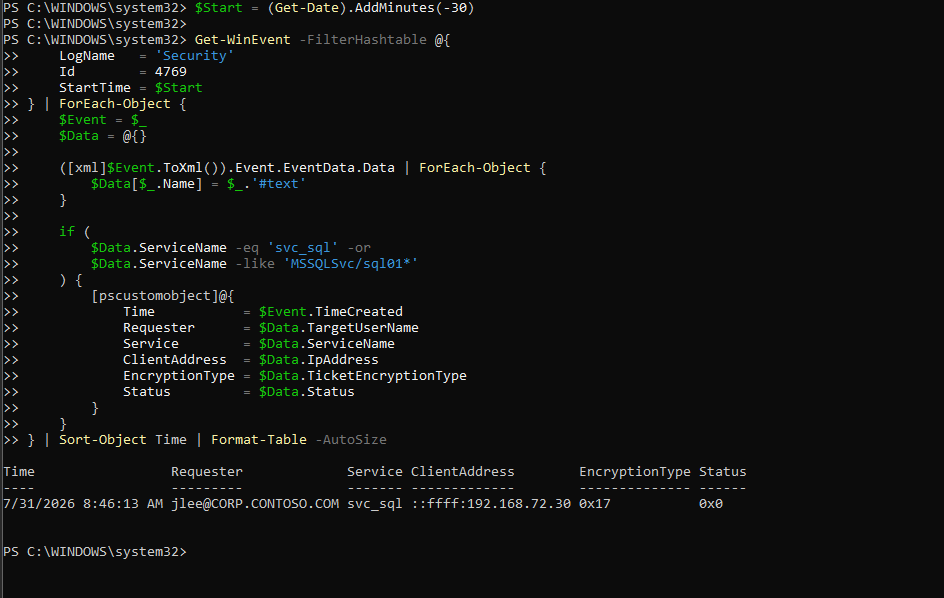 PS C:\WINDOWS\system32> $Start = (Get-Date).AddMinutes(-30)
PS C:\WINDOWS\system32>
PS C:\WINDOWS\system32> Get-WinEvent -FilterHashtable @{
>>     LogName   = 'Security'
>>     Id        = 4769
>>     StartTime = $Start
>> } | ForEach-Object {
>>     $Event = $_
>>     $Data = @{}
>>
>>     ([xml]$Event.ToXml()).Event.EventData.Data | ForEach-Object {
>>         $Data[$_.Name] = $_.'#text'
>>     }
>>
>>     if (
>>         $Data.ServiceName -eq 'svc_sql' -or
>>         $Data.ServiceName -like 'MSSQLSvc/sql01*'
>>     ) {
>>         [pscustomobject]@{
>>             Time           = $Event.TimeCreated
>>             Requester      = $Data.TargetUserName
>>             Service        = $Data.ServiceName
>>             ClientAddress  = $Data.IpAddress
>>             EncryptionType = $Data.TicketEncryptionType
>>             Status         = $Data.Status
>>         }
>>     }
>> } | Sort-Object Time | Format-Table -AutoSize

Time                 Requester             Service ClientAddress        EncryptionType Status
----                 ---------             ------- -------------        -------------- ------
7/31/2026 8:46:13 AM jlee@CORP.CONTOSO.COM svc_sql ::ffff:192.168.72.30 0x17           0x0

PS C:\WINDOWS\system32>